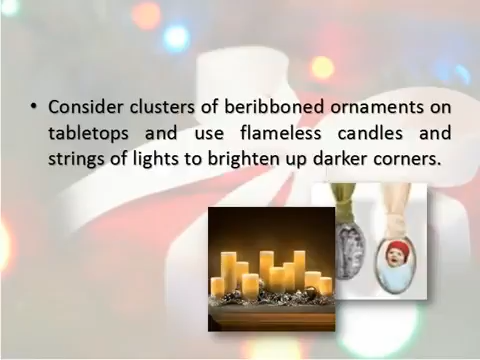 • Consider clusters of beribboned ornaments on
tabletops and use flameless candles and
strings of lights to brighten up darker corners.